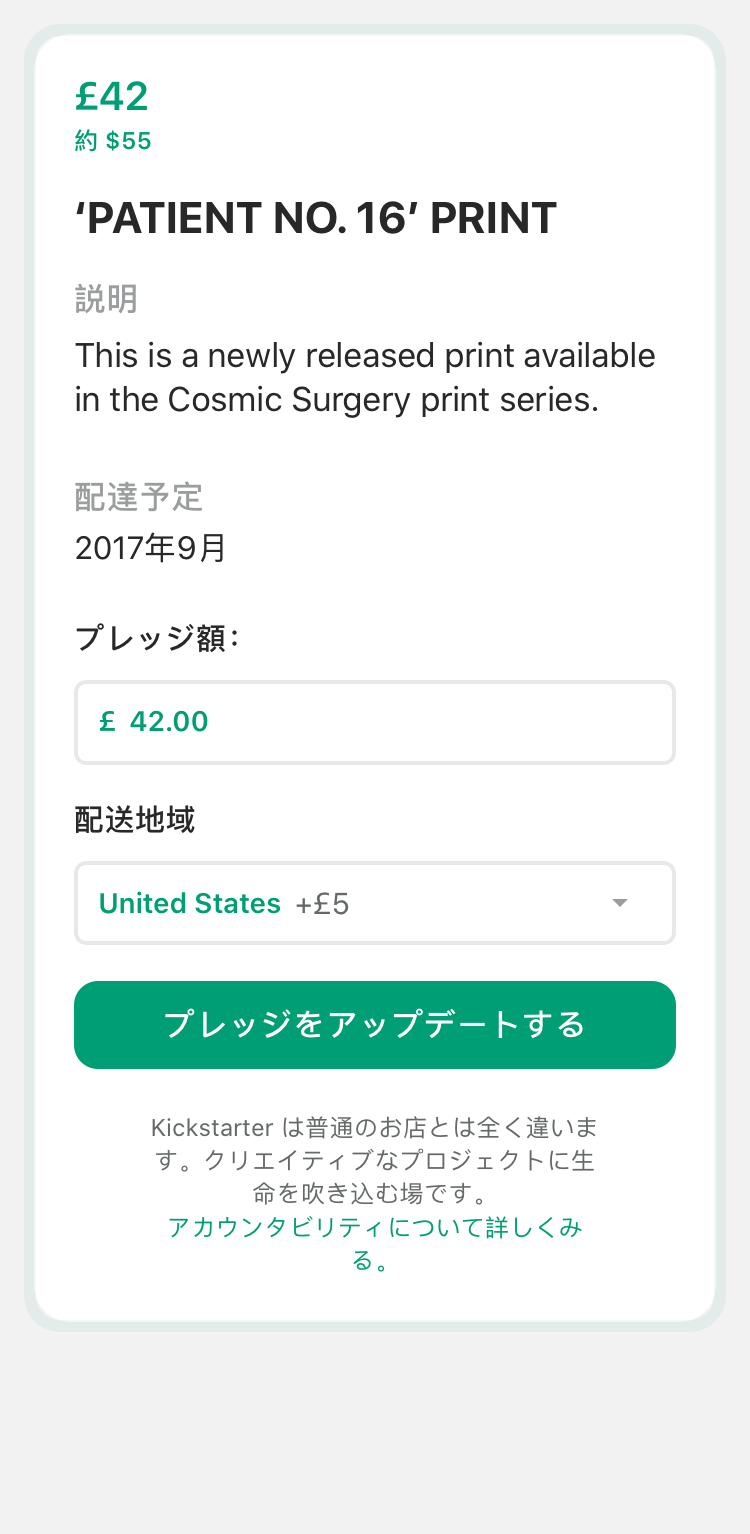 £42
約 $55
‘PATIENT NO. 16’ PRINT
説明
This is a newly released print available
in the Cosmic Surgery print series.
配達予定
2017年9月
プレッジ額：
£ 42.00
配送地域
United States +£5
プレッジをアップデートする
Kickstarter は普通のお店とは全く違いま
す。クリエイティブなプロジェクトに生
命を吹き込む場です。
アカウンタビリティについて詳しくみ
る。